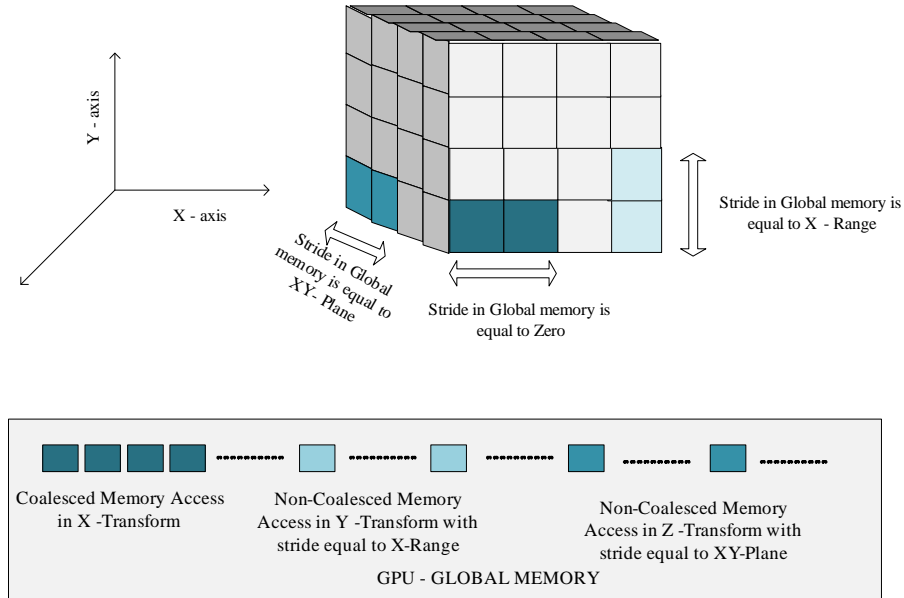 Y - axis
X - axis
Stride in Global
memory is equal to
XY- Plane
Stride in Global memory is
equal to Zero
Stride in Global memory is
equal to X - Range
Coalesced Memory Access
in X -Transform
Non-Coalesced Memory
Access in Y -Transform with
stride equal to X-Range
Non-Coalesced Memory
Access in Z -Transform with
stride equal to XY-Plane
GPU - GLOBAL MEMORY